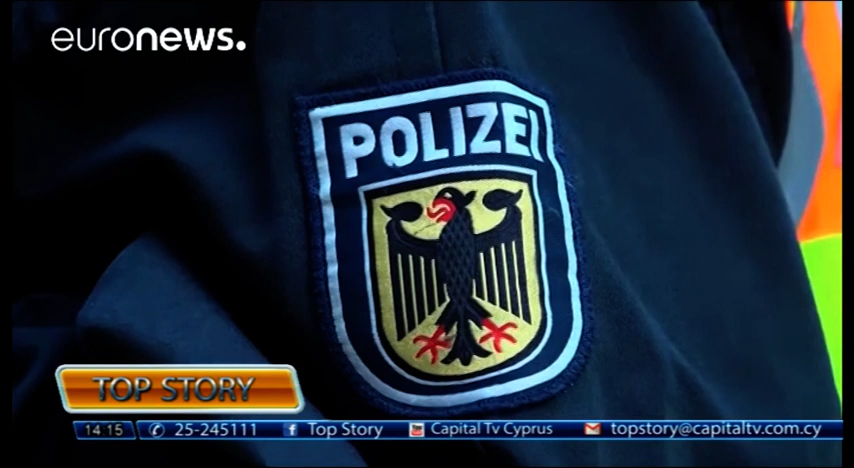 euronews.
POLIZEI
TOP STORY
14:15 25-245111 Top Story Capital Tv Cyprus topstory@capitaltv.com.cy